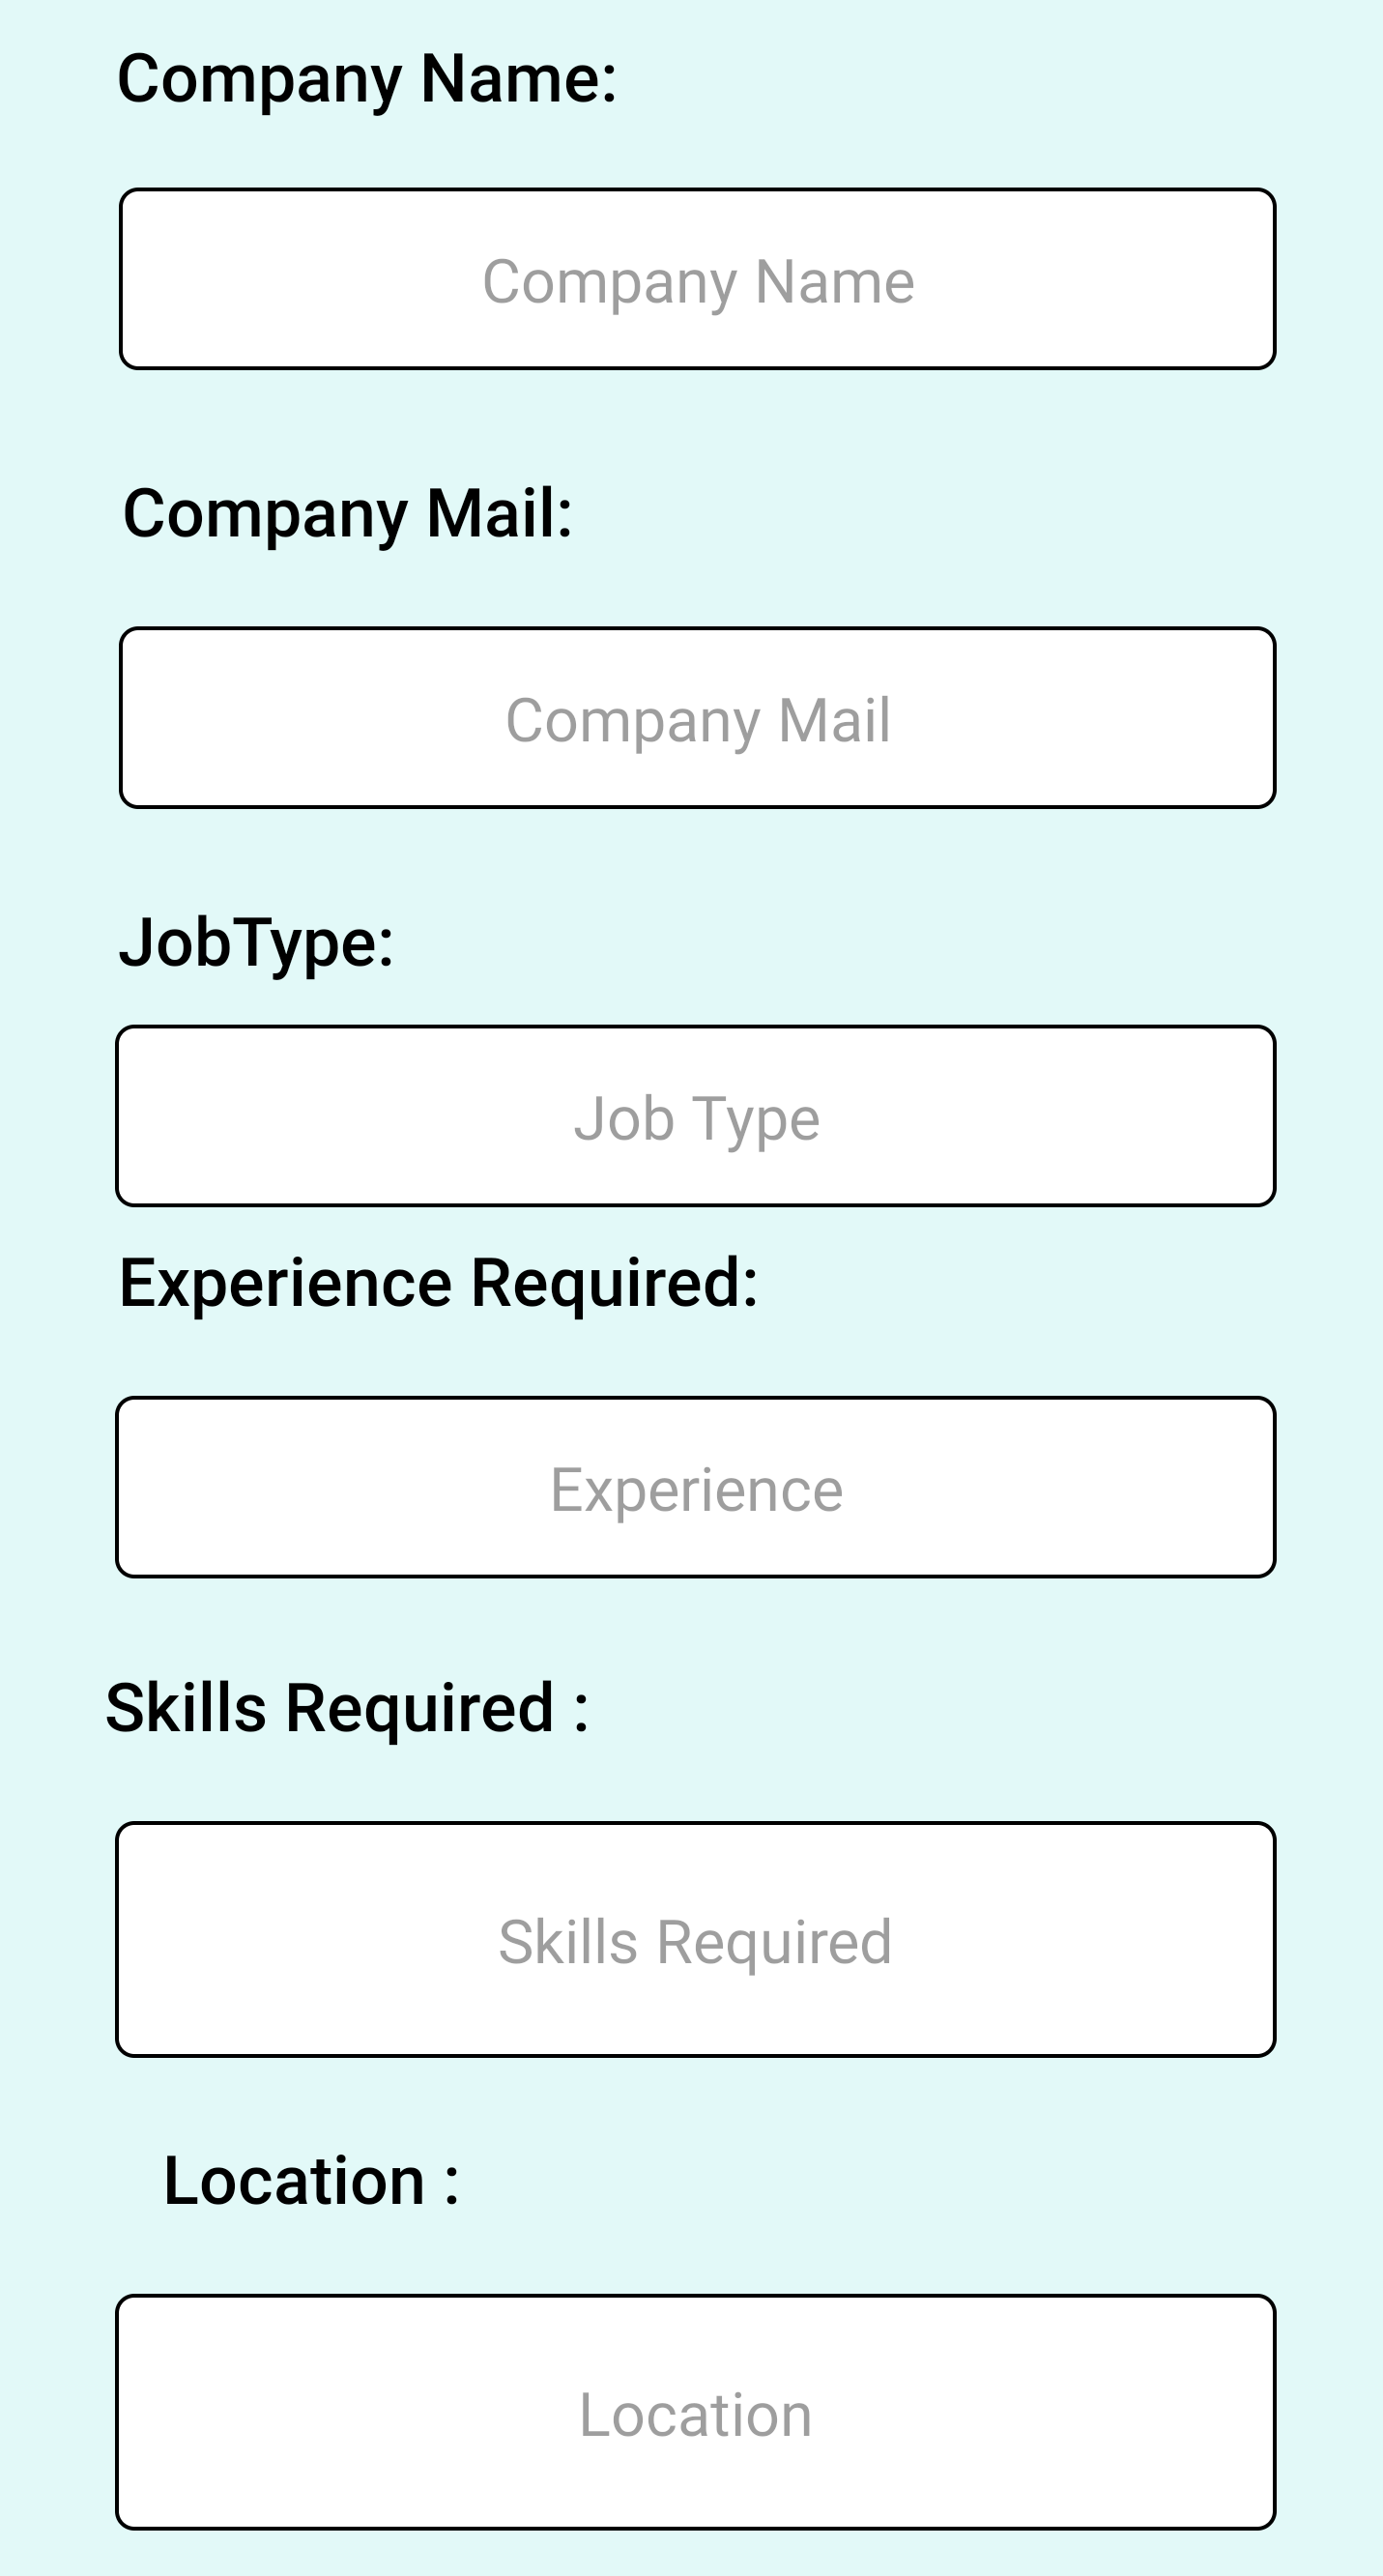 Company Name:
Company Name
Company Mail:
Company Mail
JobType:
Job Type
Experience Required:
Experience
Skills Required :
Skills Required
Location :
Location